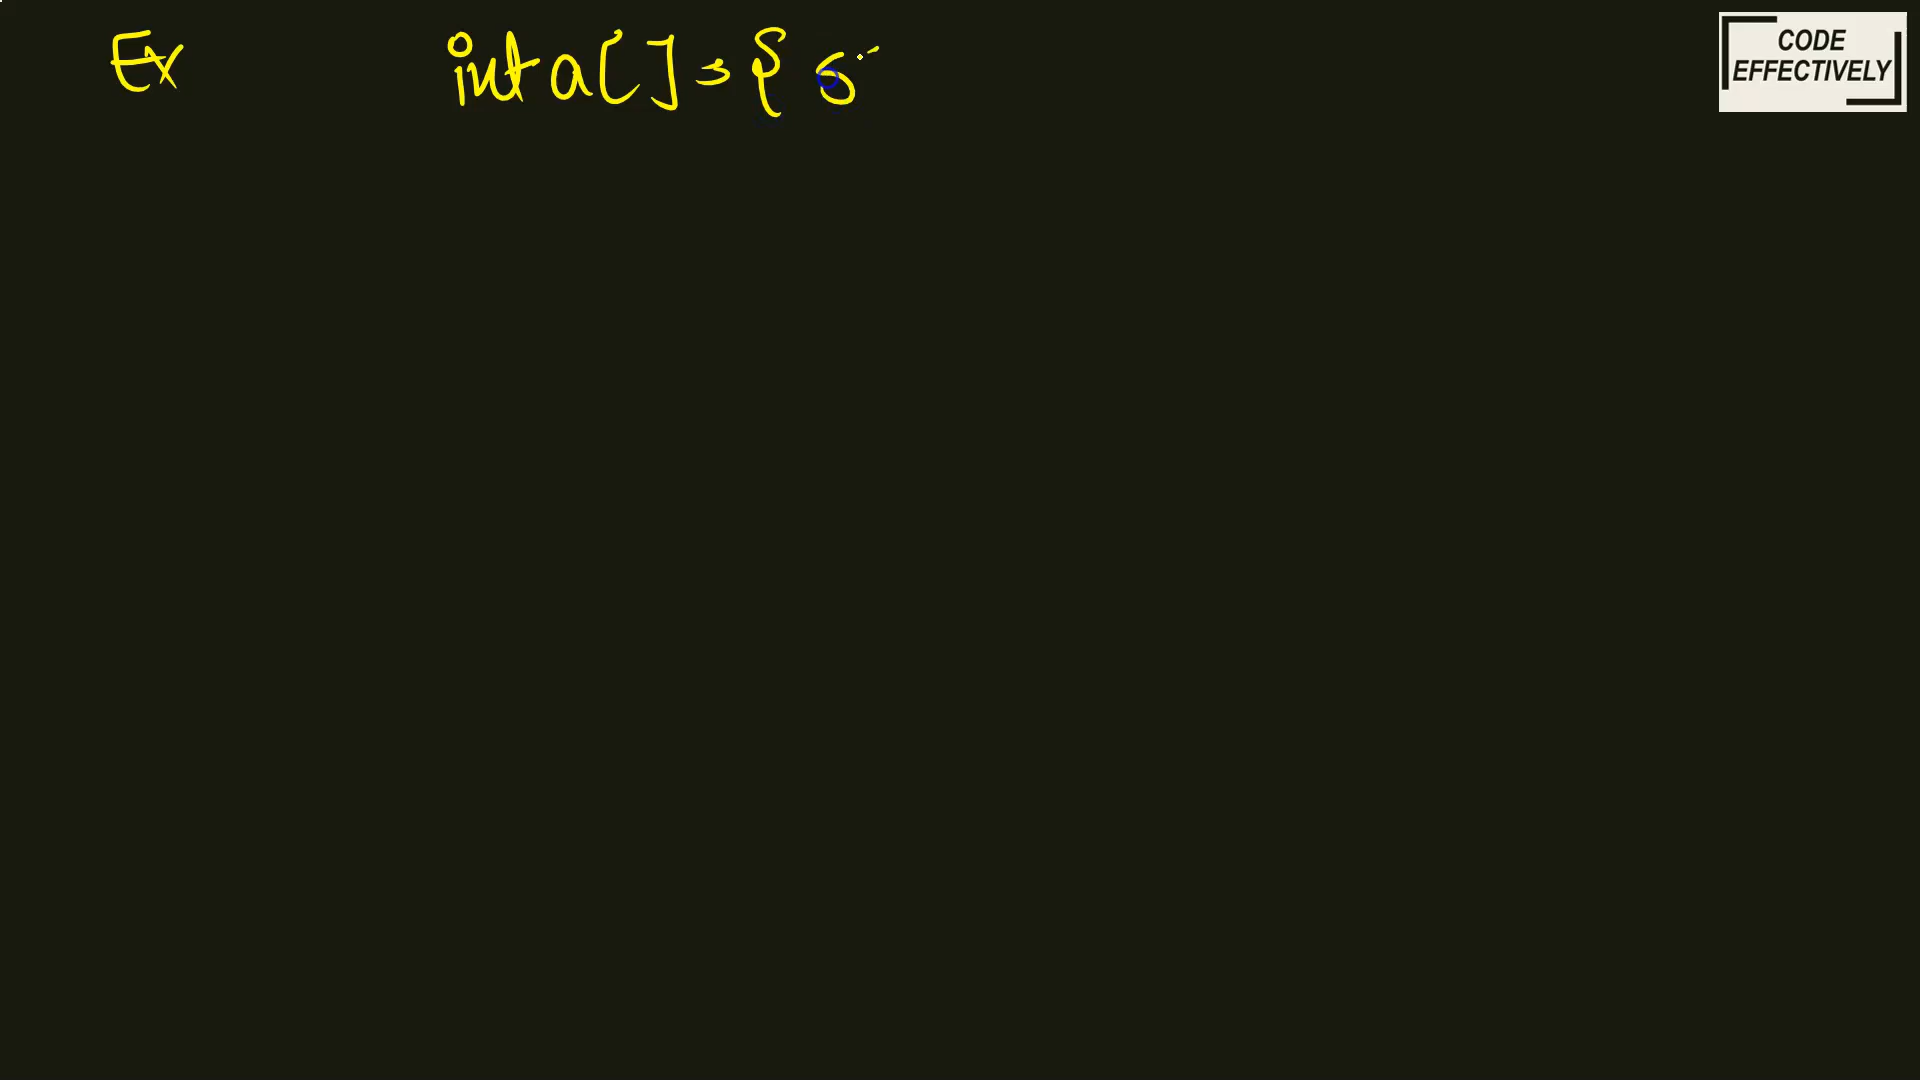 Ex int a[] = { 5
CODE
EFFECTIVELY